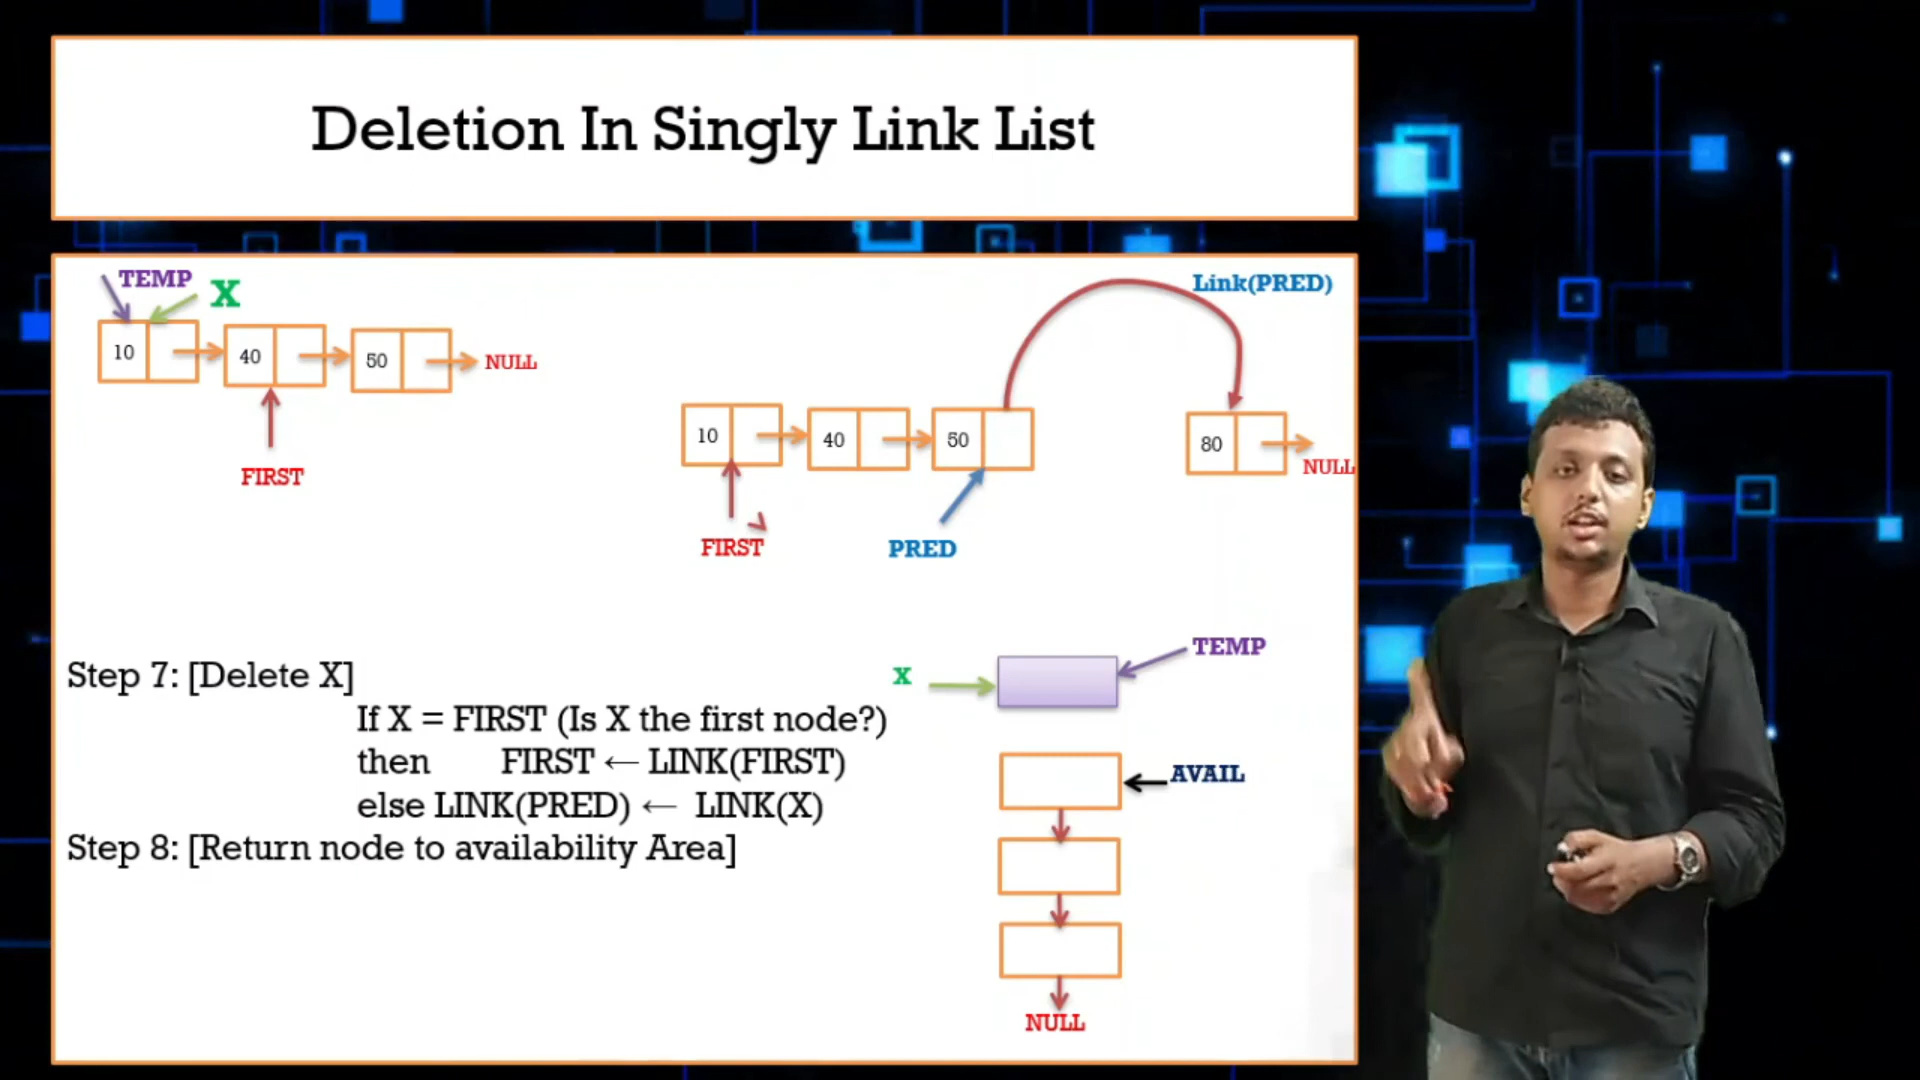 Deletion In Singly Link List
TEMP X
10 40 50 NULL
FIRST
Link(PRED)
10 40 50 80 NULL
FIRST PRED
Step 7: [Delete X]
If X = FIRST (Is X the first node?)
then FIRST ← LINK(FIRST)
else LINK(PRED) ← LINK(X)
Step 8: [Return node to availability Area]
X TEMP
AVAIL
NULL